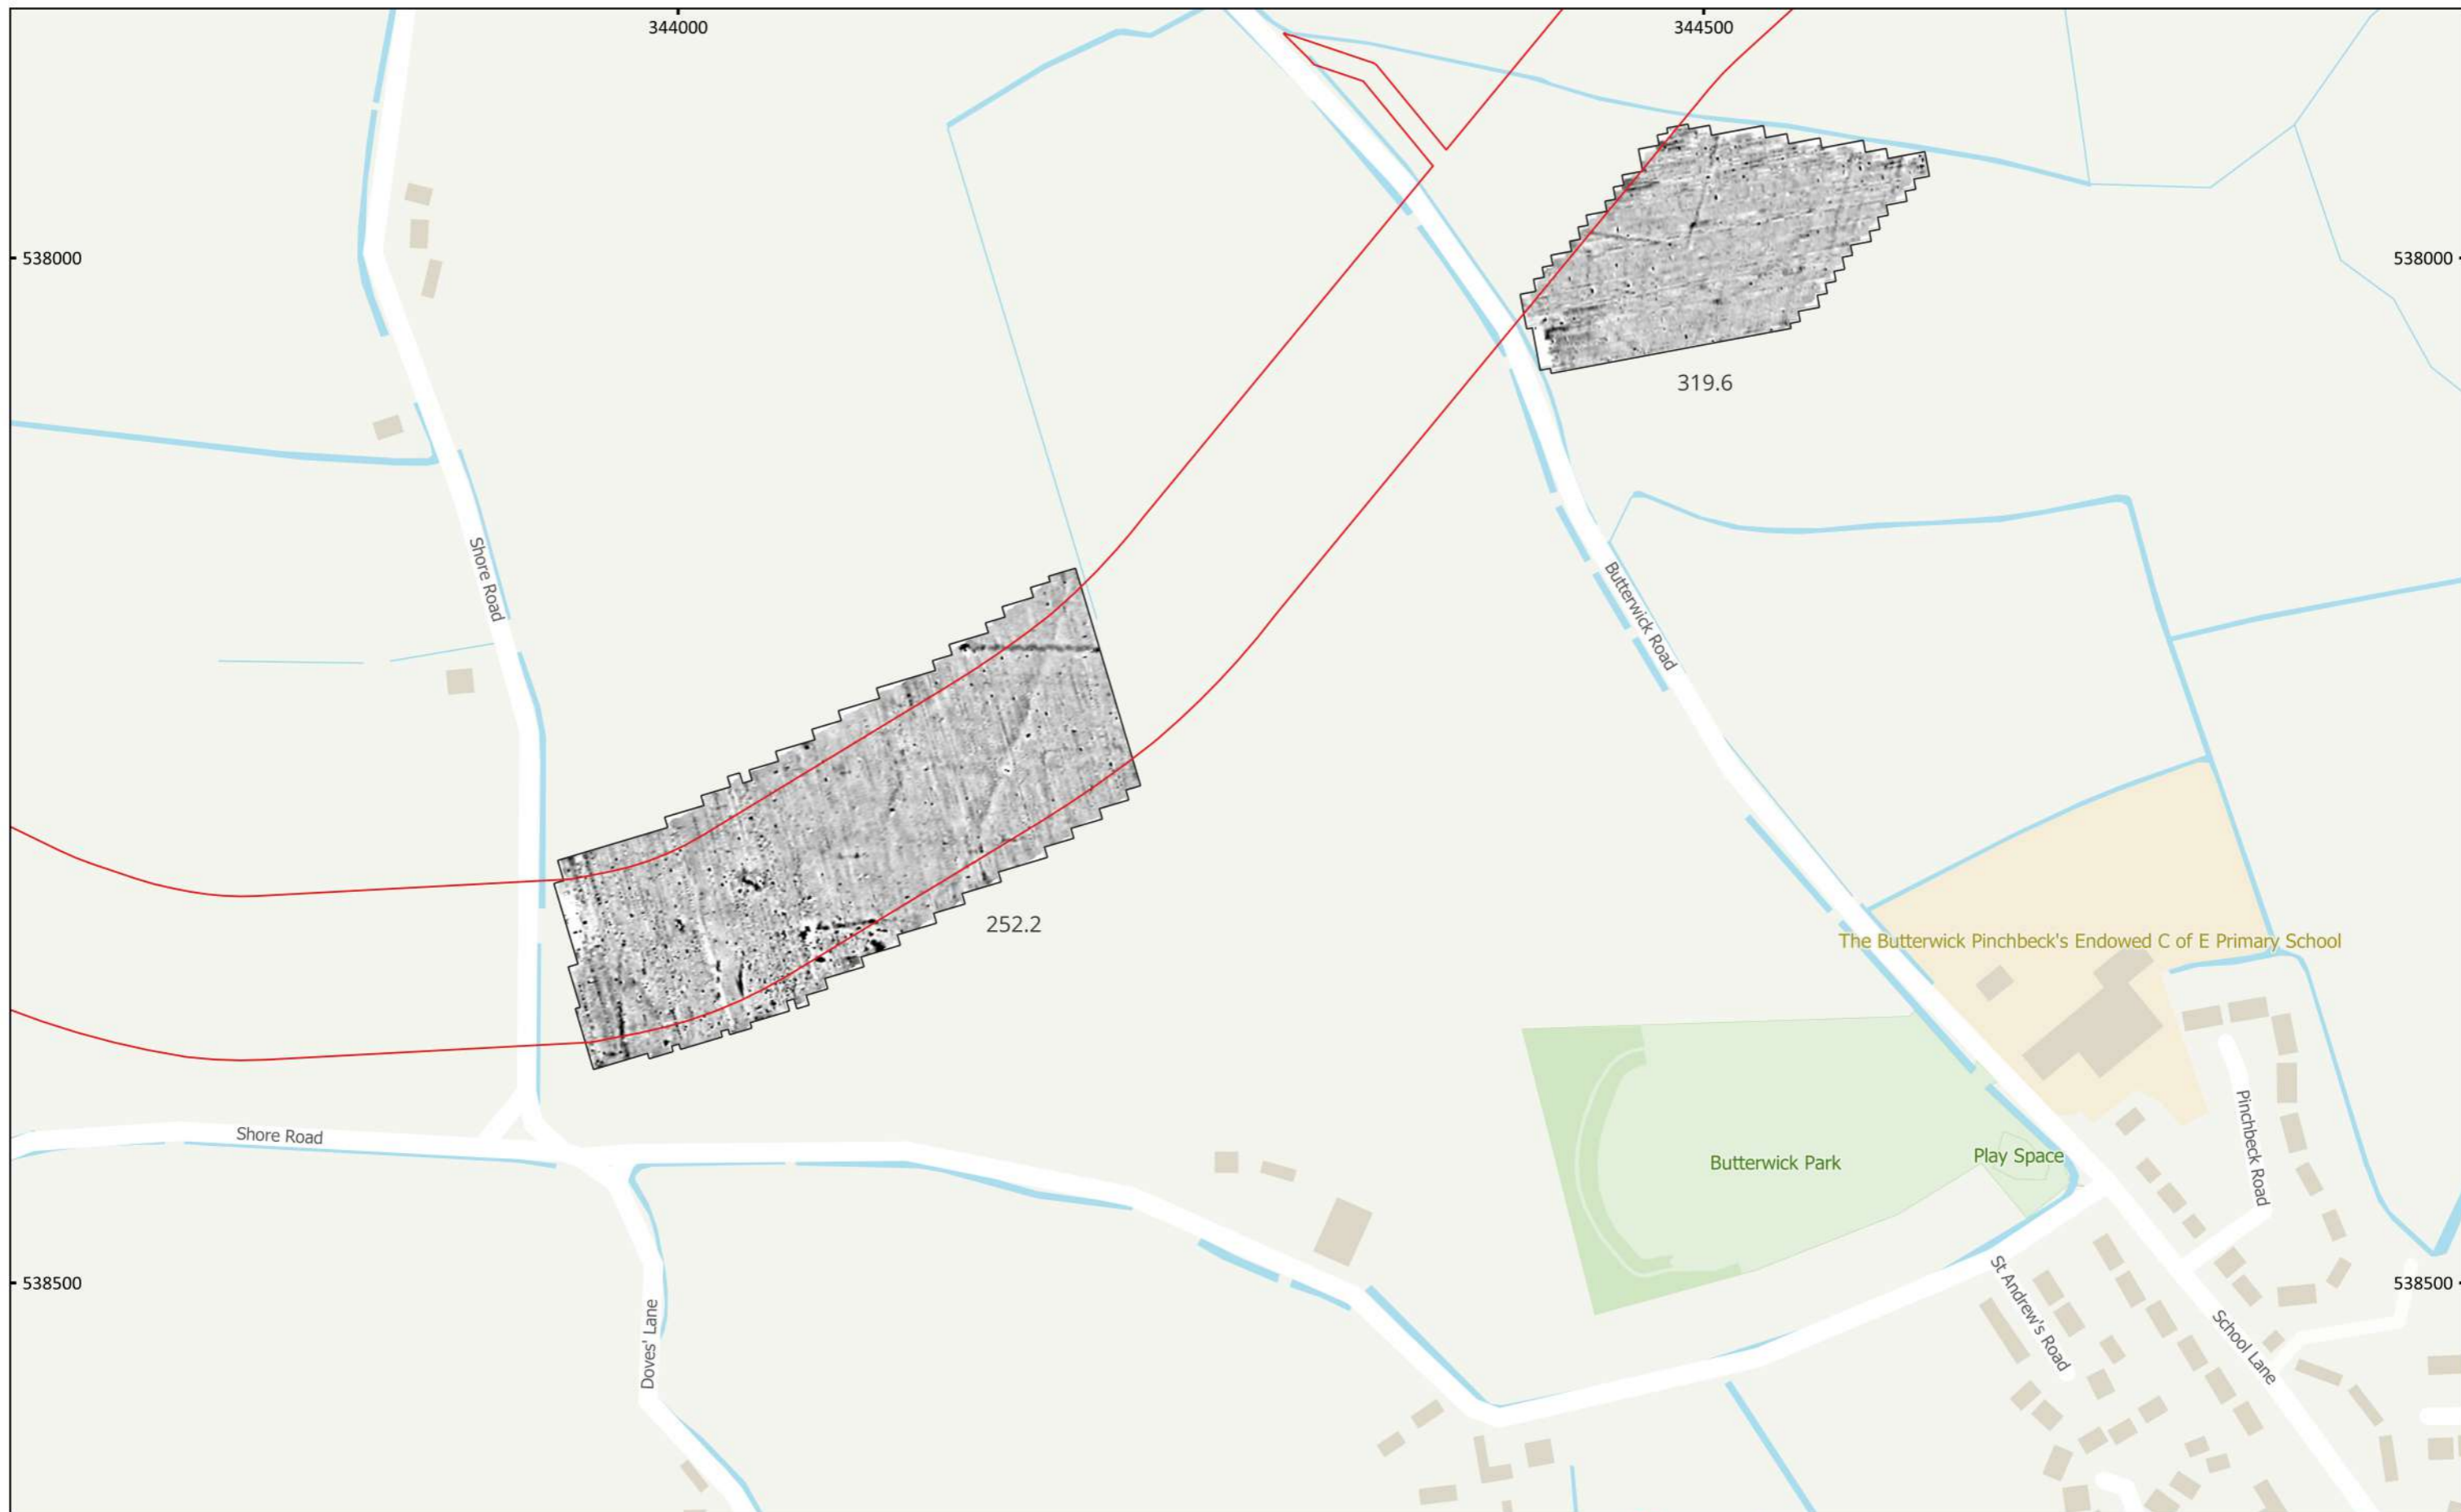 344000
344500
538000
538000
319.6
Shore Road
Butterwick Road
252.2
The Butterwick Pinchbeck's Endowed C of E Primary School
Pinchbeck Road
Shore Road
Butterwick Park
Play Space
538500
538500
St Andrew's Road
Doves' Lane
School Lane